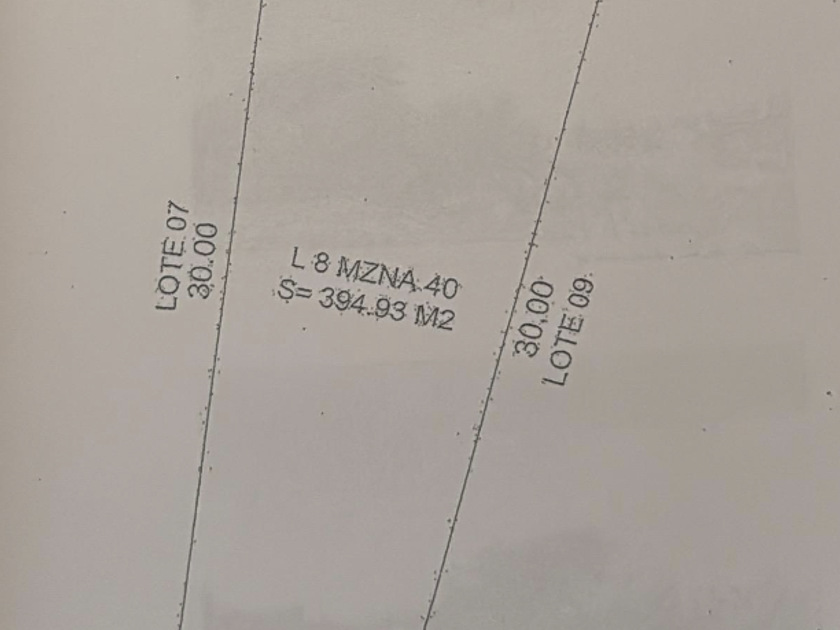 LOTE 07
30.00
L 8 MZNA 40
S= 394.93 M2
30.00
LOTE 09